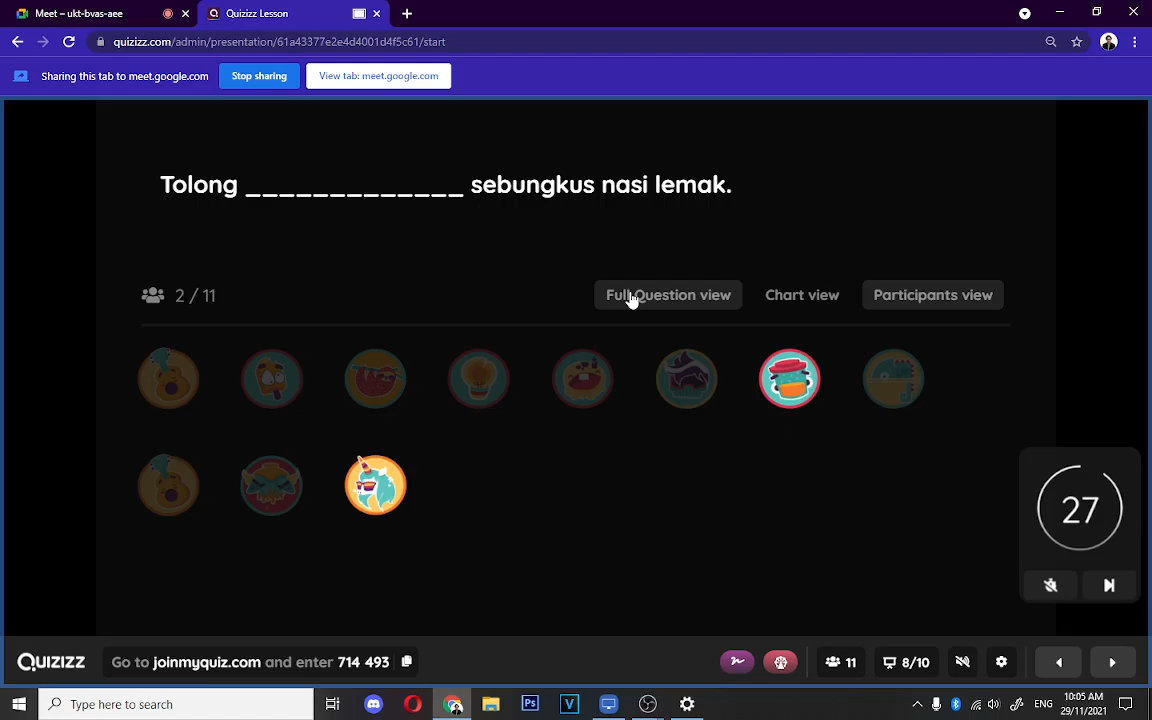 Meet – ukt-bvas-aee
Quizizz Lesson
quizizz.com/admin/presentation/61a43377e2e4d4001d4f5c61/start
Sharing this tab to meet.google.com
Stop sharing
View tab: meet.google.com
Tolong _____________ sebungkus nasi lemak.
2 / 11
Full Question view
Chart view
Participants view
27
QUIZIZZ
Go to joinmyquiz.com and enter 714 493
11
8/10
Type here to search
Ps
V
ENG
10:05 AM
29/11/2021